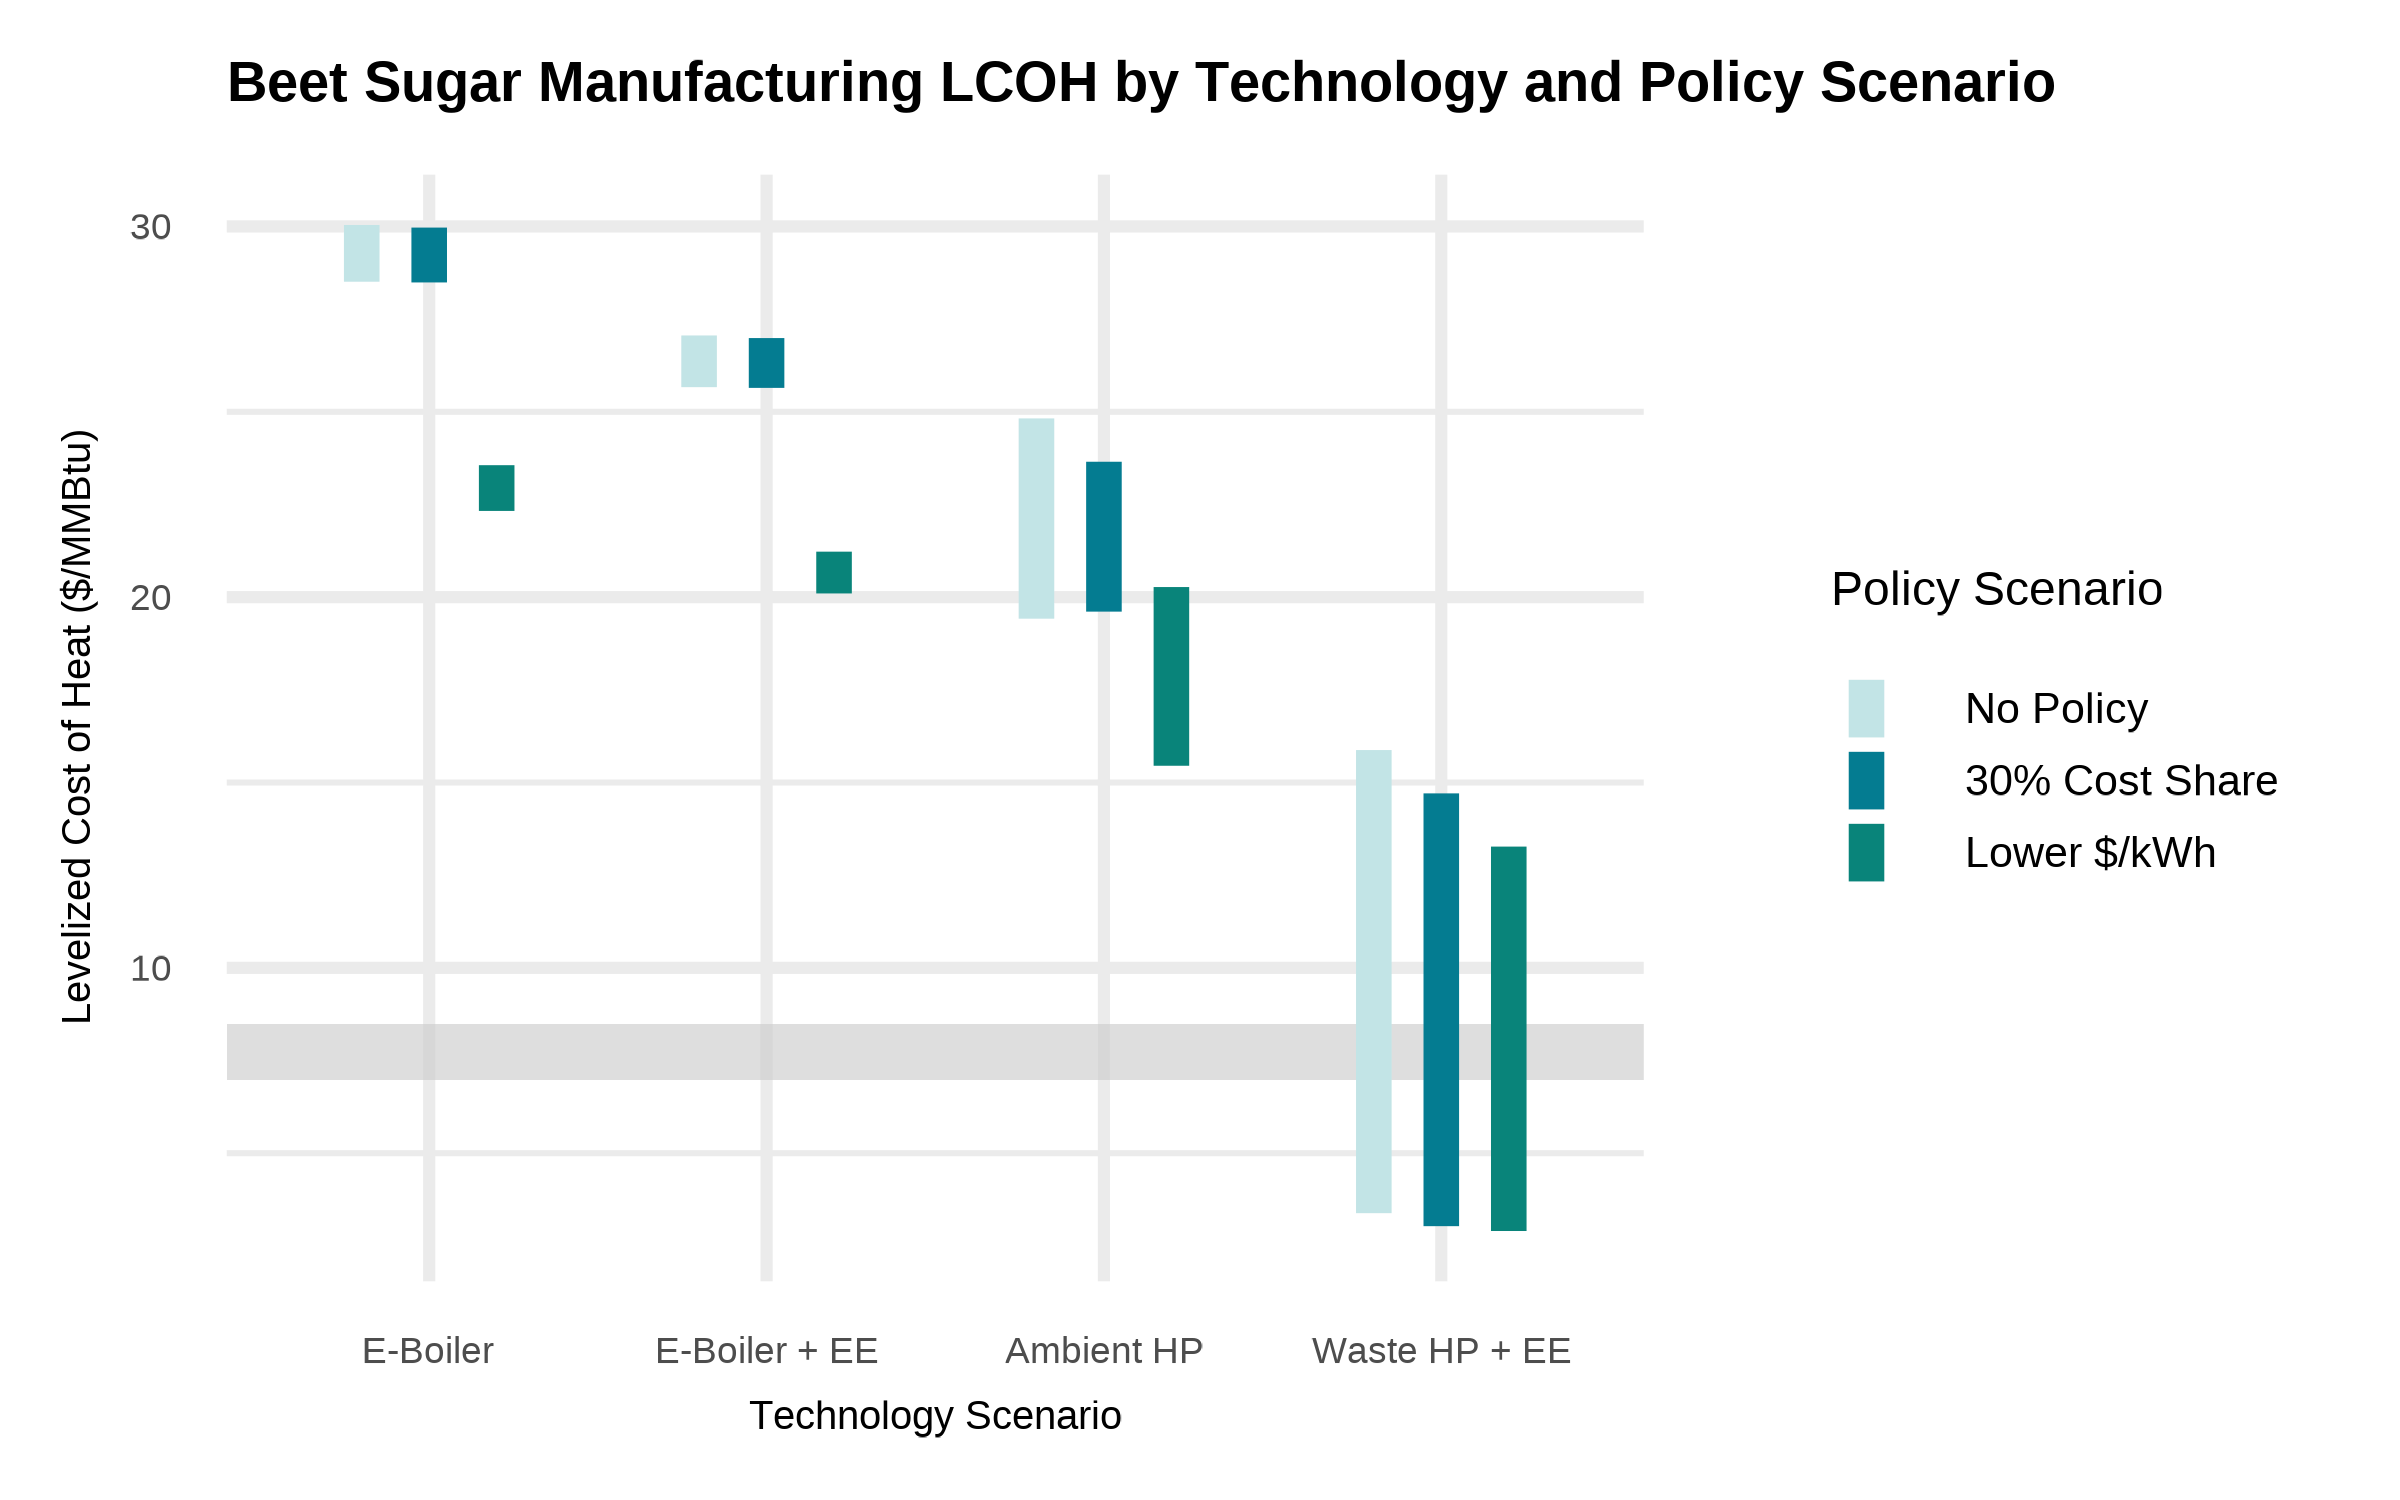 Beet Sugar Manufacturing LCOH by Technology and Policy Scenario
Levelized Cost of Heat ($/MMBtu)
30
20
10
E-Boiler
E-Boiler + EE
Ambient HP
Waste HP + EE
Technology Scenario
Policy Scenario
No Policy
30% Cost Share
Lower $/kWh